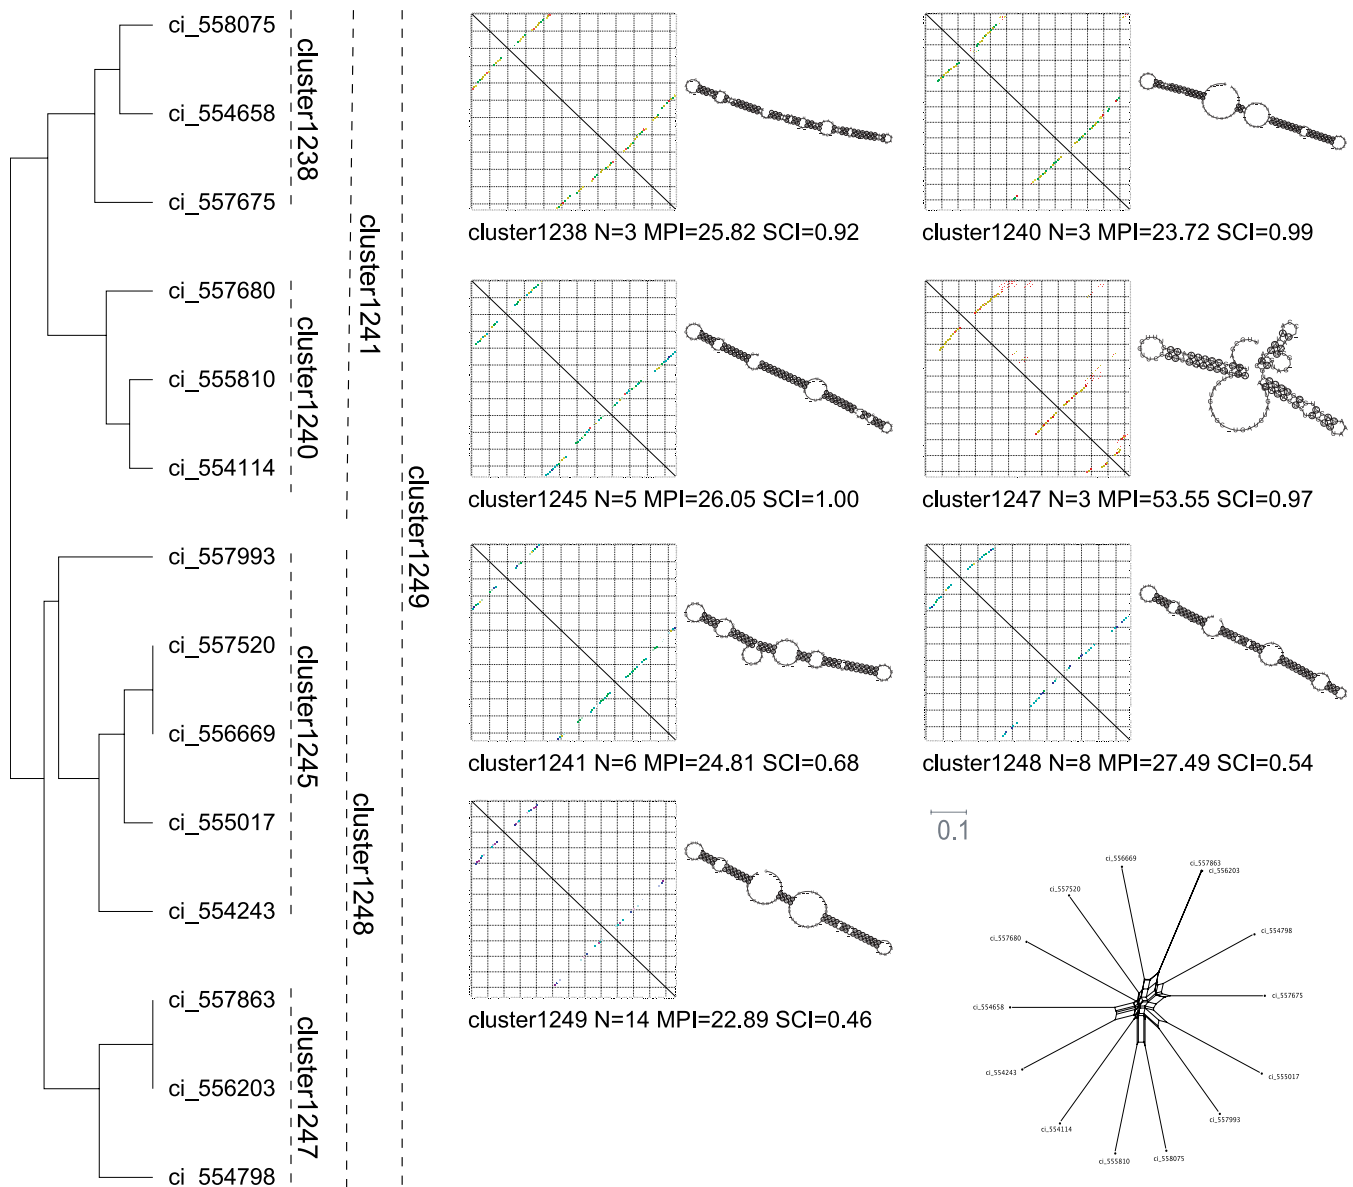 ci_558075
ci_554658
ci_557675
ci_557680
ci_555810
ci_554114
ci_557993
ci_557520
ci_556669
ci_555017
ci_554243
ci_557863
ci_556203
ci_554798
cluster1238
cluster1240
cluster1245
cluster1247
cluster1241
cluster1248
cluster1249
cluster1238 N=3 MPI=25.82 SCI=0.92
cluster1240 N=3 MPI=23.72 SCI=0.99
cluster1245 N=5 MPI=26.05 SCI=1.00
cluster1247 N=3 MPI=53.55 SCI=0.97
cluster1241 N=6 MPI=24.81 SCI=0.68
cluster1248 N=8 MPI=27.49 SCI=0.54
cluster1249 N=14 MPI=22.89 SCI=0.46
0.1
ci_556669
ci_557863
ci_556203
ci_557520
ci_554798
ci_557680
ci_554658
ci_557675
ci_554243
ci_555017
ci_554114
ci_557993
ci_555810
ci_558075